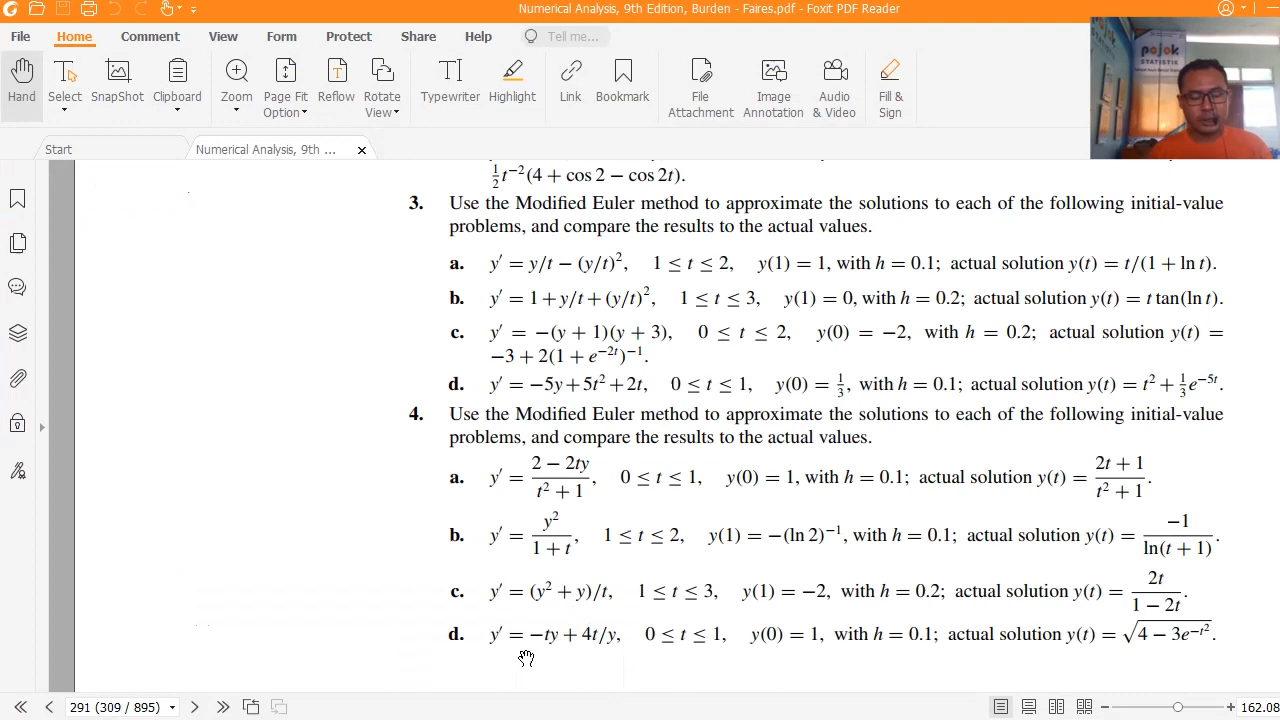 Numerical Analysis, 9th Edition, Burden - Faires.pdf - Foxit PDF Reader
File Home Comment View Form Protect Share Help Tell me...
Hand Select SnapShot Clipboard Zoom Page Fit Option Reflow Rotate View Typewriter Highlight Link Bookmark File Attachment Image Annotation Audio & Video Fill & Sign
pojok
STATISTIK
Start Numerical Analysis, 9th ...
½t⁻²(4 + cos 2 − cos 2t).
3. Use the Modified Euler method to approximate the solutions to each of the following initial-value
problems, and compare the results to the actual values.
a. y′ = y/t − (y/t)², 1 ≤ t ≤ 2, y(1) = 1, with h = 0.1; actual solution y(t) = t/(1 + ln t).
b. y′ = 1 + y/t + (y/t)², 1 ≤ t ≤ 3, y(1) = 0, with h = 0.2; actual solution y(t) = t tan(ln t).
c. y′ = −(y + 1)(y + 3), 0 ≤ t ≤ 2, y(0) = −2, with h = 0.2; actual solution y(t) =
−3 + 2(1 + e⁻²ᵗ)⁻¹.
d. y′ = −5y + 5t² + 2t, 0 ≤ t ≤ 1, y(0) = 1/3, with h = 0.1; actual solution y(t) = t² + 1/3 e⁻⁵ᵗ.
4. Use the Modified Euler method to approximate the solutions to each of the following initial-value
problems, and compare the results to the actual values.
a. y′ = (2 − 2ty)/(t² + 1), 0 ≤ t ≤ 1, y(0) = 1, with h = 0.1; actual solution y(t) = (2t + 1)/(t² + 1).
b. y′ = y²/(1 + t), 1 ≤ t ≤ 2, y(1) = −(ln 2)⁻¹, with h = 0.1; actual solution y(t) = −1/ln(t + 1).
c. y′ = (y² + y)/t, 1 ≤ t ≤ 3, y(1) = −2, with h = 0.2; actual solution y(t) = 2t/(1 − 2t).
d. y′ = −ty + 4t/y, 0 ≤ t ≤ 1, y(0) = 1, with h = 0.1; actual solution y(t) = √(4 − 3e^(−t²)).
291 (309 / 895) 162.08